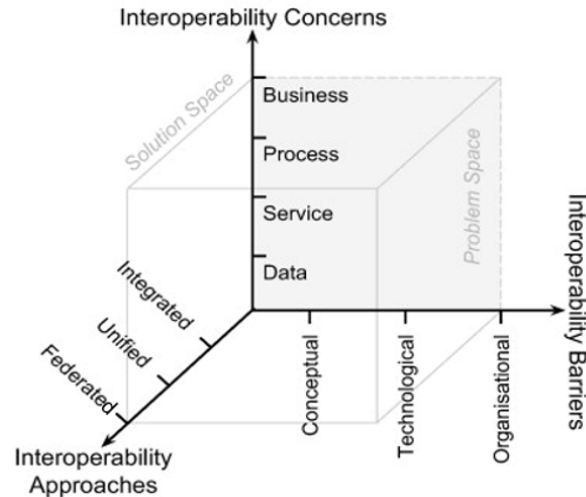 Interoperability Concerns
Business
Process
Service
Data
Solution Space
Problem Space
Interoperability Barriers
Integrated
Unified
Federated
Conceptual
Technological
Organisational
Interoperability
Approaches